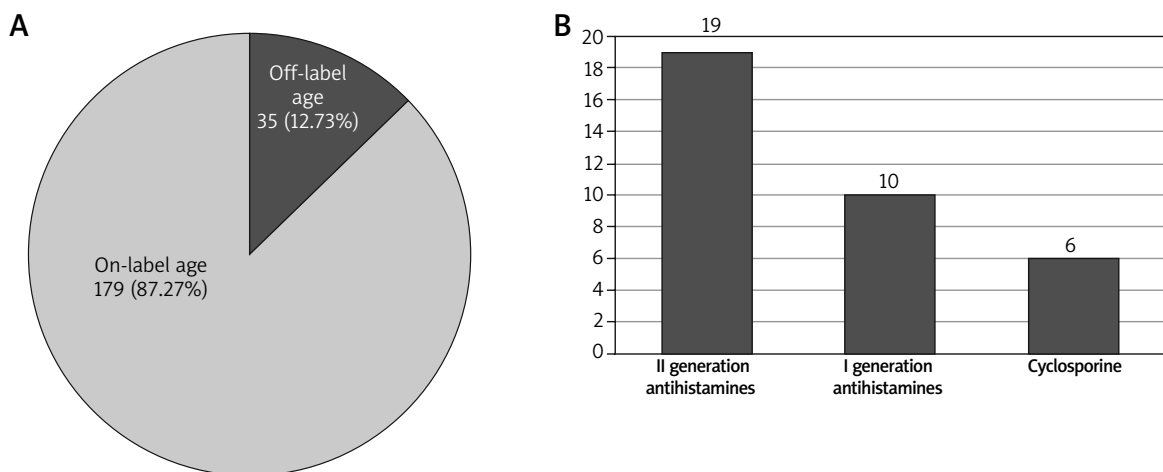 A
Off-label
age
35 (12.73%)
On-label age
179 (87.27%)
B
20
18
16
14
12
10
8
6
4
2
0
19
10
6
II generation
antihistamines
I generation
antihistamines
Cyclosporine